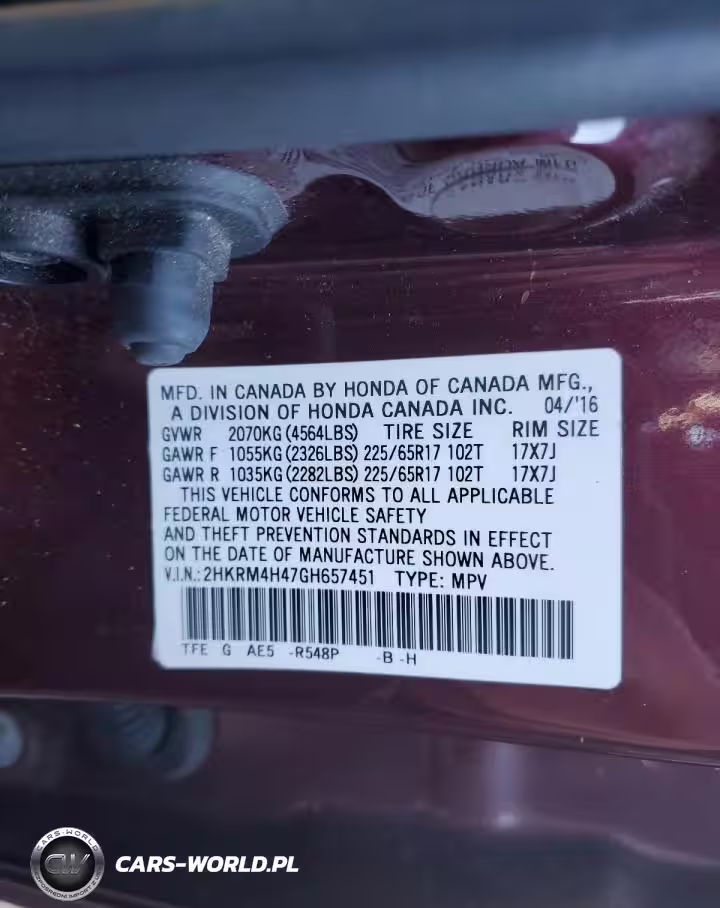 MFD. IN CANADA BY HONDA OF CANADA MFG.,
A DIVISION OF HONDA CANADA INC. 04/'16
GVWR 2070KG (4564LBS) TIRE SIZE RIM SIZE
GAWR F 1055KG (2326LBS) 225/65R17 102T 17X7J
GAWR R 1035KG (2282LBS) 225/65R17 102T 17X7J
THIS VEHICLE CONFORMS TO ALL APPLICABLE
FEDERAL MOTOR VEHICLE SAFETY
AND THEFT PREVENTION STANDARDS IN EFFECT
ON THE DATE OF MANUFACTURE SHOWN ABOVE.
V.I.N.: 2HKRM4H47GH657451 TYPE: MPV
TFE G AE5 -R548P -B -H
CARS-WORLD
CW
CARS-WORLD.PL